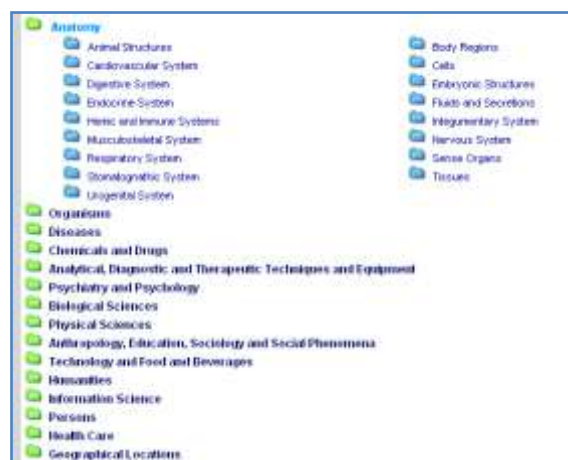 Anatomy
Animal Structures
Cardiovascular System
Digestive System
Endocrine System
Hemic and Immune Systems
Musculoskeletal System
Respiratory System
Stomatognathic System
Urogenital System
Body Regions
Cells
Embryonic Structures
Fluids and Secretions
Integumentary System
Nervous System
Sense Organs
Tissues
Organisms
Diseases
Chemicals and Drugs
Analytical, Diagnostic and Therapeutic Techniques and Equipment
Psychiatry and Psychology
Biological Sciences
Physical Sciences
Anthropology, Education, Sociology and Social Phenomena
Technology and Food and Beverages
Humanities
Information Science
Persons
Health Care
Geographical Locations